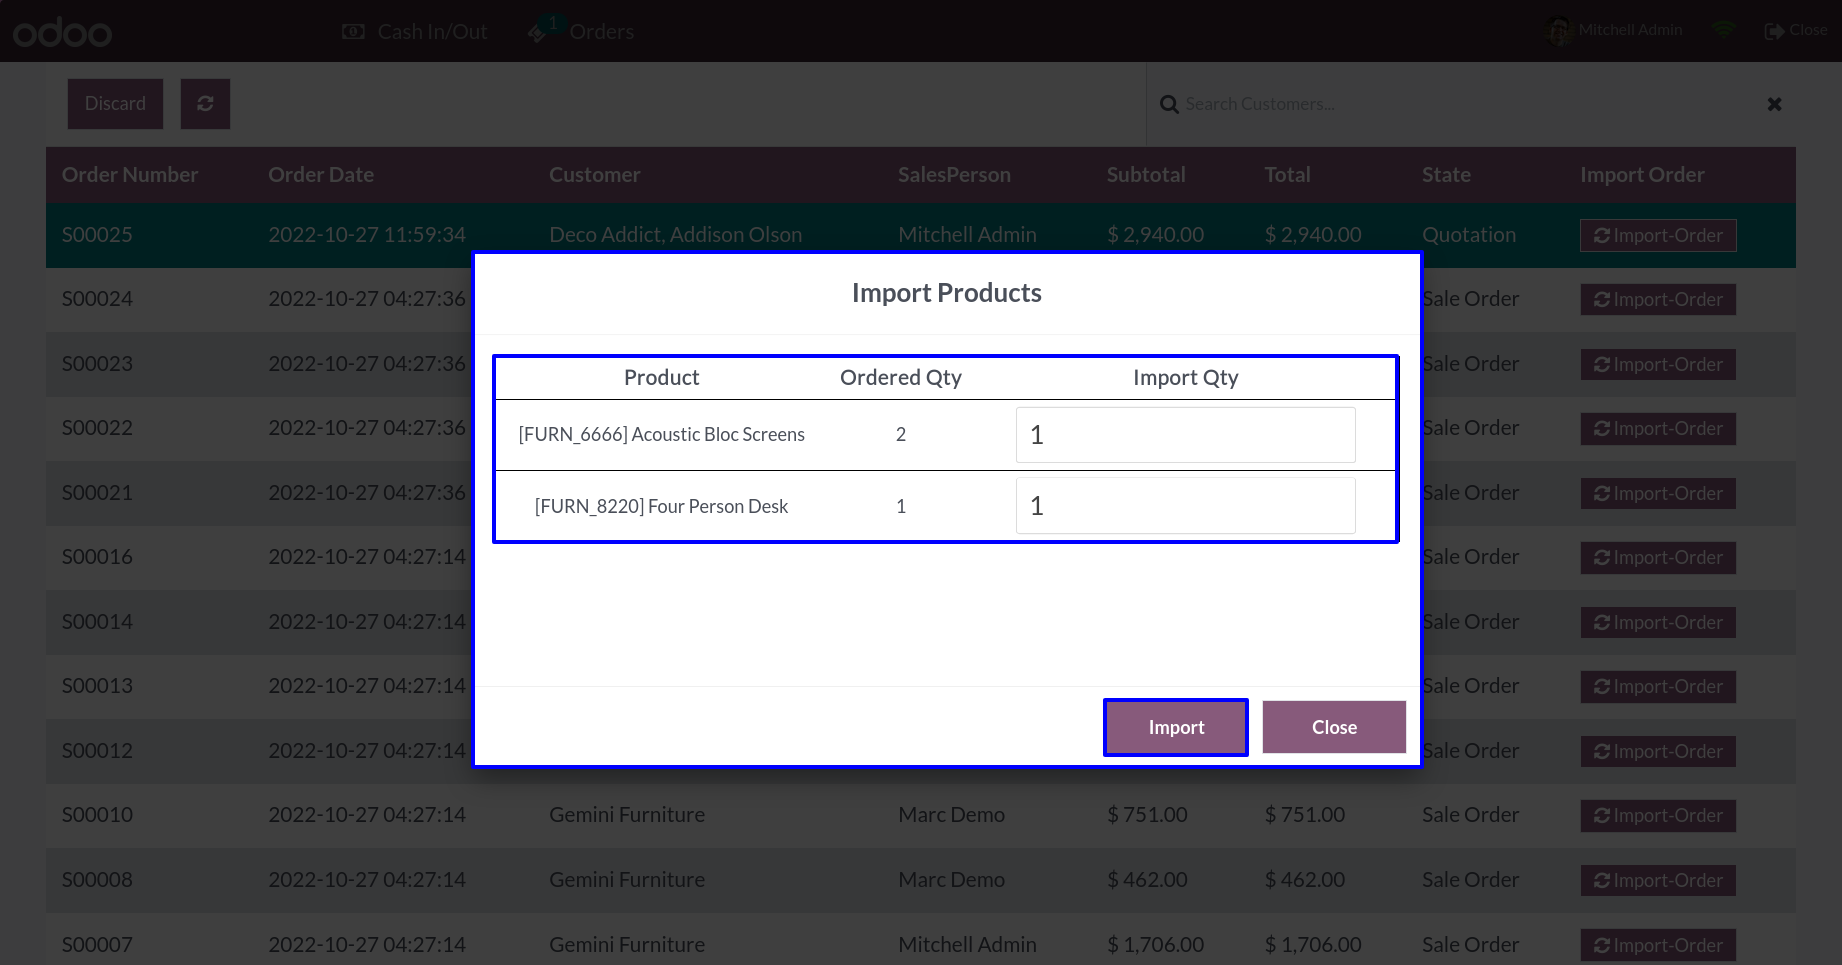 odoo Cash In/Out 1 Orders Mitchell Admin Close
Discard Search Customers...
Order Number Order Date Customer SalesPerson Subtotal Total State Import Order
S00025 2022-10-27 11:59:34 Deco Addict, Addison Olson Mitchell Admin $ 2,940.00 $ 2,940.00 Quotation Import-Order
Import Products
S00024 2022-10-27 04:27:36 Sale Order Import-Order
S00023 2022-10-27 04:27:36 Sale Order Import-Order
Product Ordered Qty Import Qty
S00022 2022-10-27 04:27:36 Sale Order Import-Order
[FURN_6666] Acoustic Bloc Screens 2 1
S00021 2022-10-27 04:27:36 Sale Order Import-Order
[FURN_8220] Four Person Desk 1 1
S00016 2022-10-27 04:27:14 Sale Order Import-Order
S00014 2022-10-27 04:27:14 Sale Order Import-Order
S00013 2022-10-27 04:27:14 Sale Order Import-Order
Import Close
S00012 2022-10-27 04:27:14 Sale Order Import-Order
S00010 2022-10-27 04:27:14 Gemini Furniture Marc Demo $ 751.00 $ 751.00 Sale Order Import-Order
S00008 2022-10-27 04:27:14 Gemini Furniture Marc Demo $ 462.00 $ 462.00 Sale Order Import-Order
S00007 2022-10-27 04:27:14 Gemini Furniture Mitchell Admin $ 1,706.00 $ 1,706.00 Sale Order Import-Order